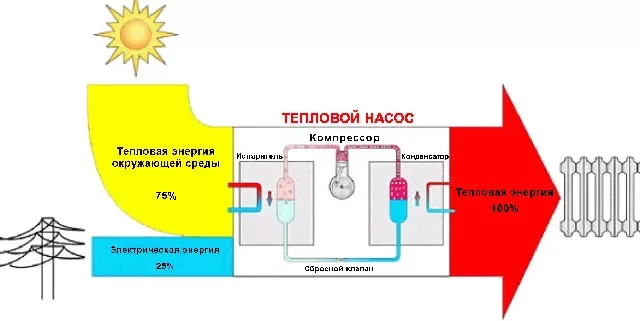 ТЕПЛОВОЙ НАСОС
Компрессор
Тепловая энергия
окружающей среды
75%
Испаритель
Конденсатор
Тепловая энергия
100%
Электрическая энергия
25%
Сбросной клапан